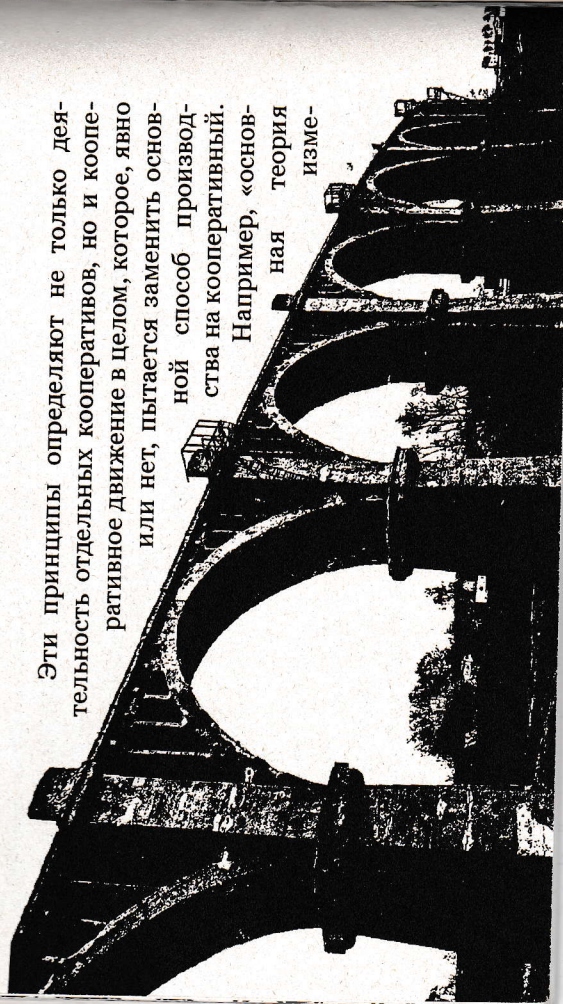 Эти принципы определяют не только дея-
тельность отдельных кооперативов, но и коопе-
ративное движение в целом, которое, явно
или нет, пытается заменить основ-
ной способ производ-
ства на кооперативный.
Например, «основ-
ная теория
изме-